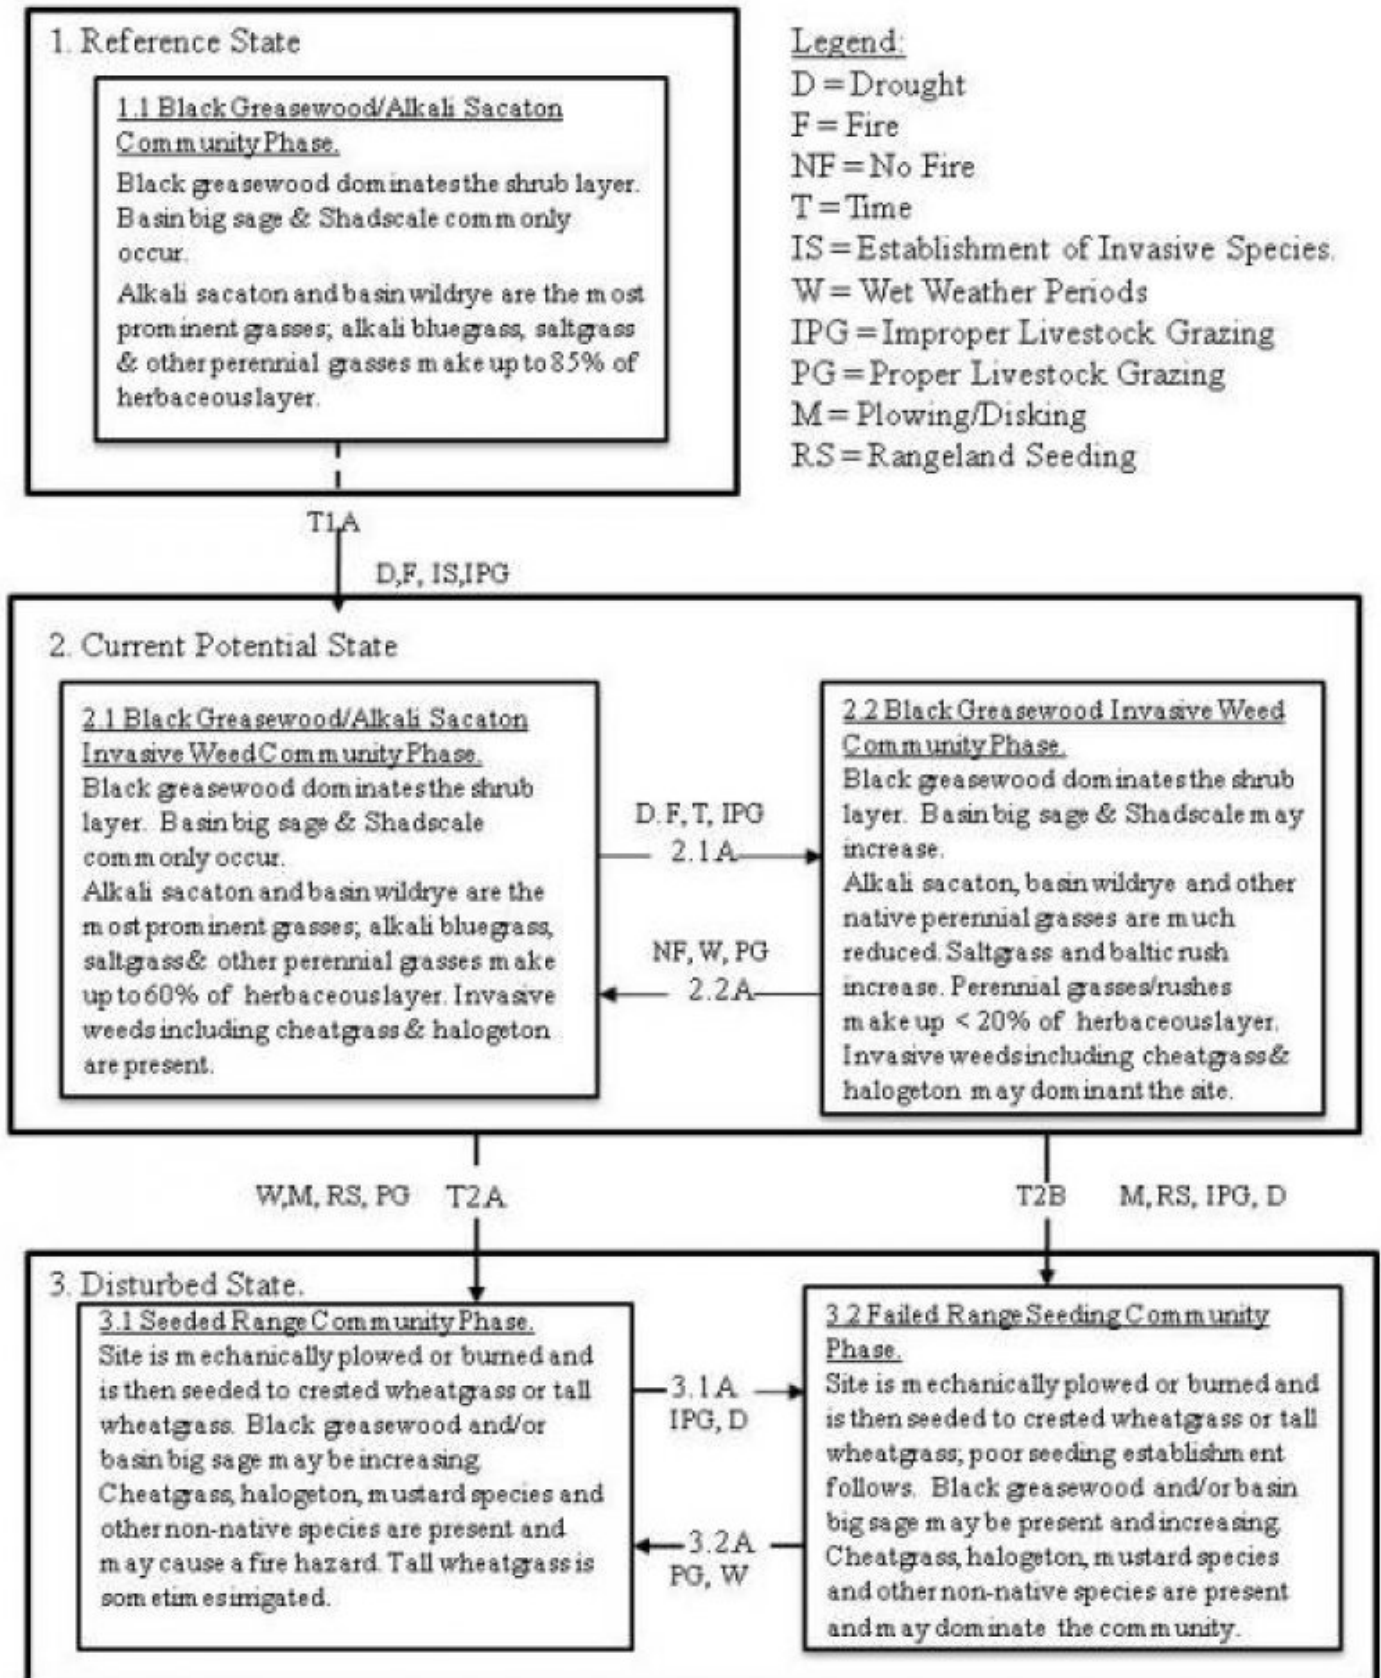 1. Reference State
1.1 Black Greasewood/Alkali Sacaton
Community Phase.
Black greasewood dominates the shrub layer.
Basin big sage & Shadscale commonly
occur.
Alkali sacaton and basin wildrye are the most
prominent grasses; alkali bluegrass, saltgrass
& other perennial grasses make up to 85% of
herbaceous layer.
Legend:
D = Drought
F = Fire
NF = No Fire
T = Time
IS = Establishment of Invasive Species.
W = Wet Weather Periods
IPG = Improper Livestock Grazing
PG = Proper Livestock Grazing
M = Plowing/Disking
RS = Rangeland Seeding
T1A
D,F, IS,IPG
2. Current Potential State
2.1 Black Greasewood/Alkali Sacaton
Invasive Weed Community Phase.
Black greasewood dominates the shrub
layer. Basin big sage & Shadscale
commonly occur.
Alkali sacaton and basin wildrye are the
most prominent grasses; alkali bluegrass,
saltgrass & other perennial grasses make
up to 60% of herbaceous layer. Invasive
weeds including cheatgrass & halogeton
are present.
D. F, T, IPG
2.1A
NF, W, PG
2.2A
2.2 Black Greasewood Invasive Weed
Community Phase.
Black greasewood dominates the shrub
layer. Basin big sage & Shadscale may
increase.
Alkali sacaton, basin wildrye and other
native perennial grasses are much
reduced. Saltgrass and baltic rush
increase. Perennial grasses/rushes
make up < 20% of herbaceous layer.
Invasive weeds including cheatgrass &
halogeton may dominant the site.
W,M, RS, PG T2A
T2B M, RS, IPG, D
3. Disturbed State.
3.1 Seeded Range Community Phase.
Site is mechanically plowed or burned and
is then seeded to crested wheatgrass or tall
wheatgrass. Black greasewood and/or
basin big sage may be increasing.
Cheatgrass, halogeton, mustard species and
other non-native species are present and
may cause a fire hazard. Tall wheatgrass is
sometimes irrigated.
3.1A
IPG, D
3.2A
PG, W
3.2 Failed Range Seeding Community
Phase.
Site is mechanically plowed or burned and
is then seeded to crested wheatgrass or tall
wheatgrass; poor seeding establishment
follows. Black greasewood and/or basin
big sage may be present and increasing.
Cheatgrass, halogeton, mustard species
and other non-native species are present
and may dominate the community.